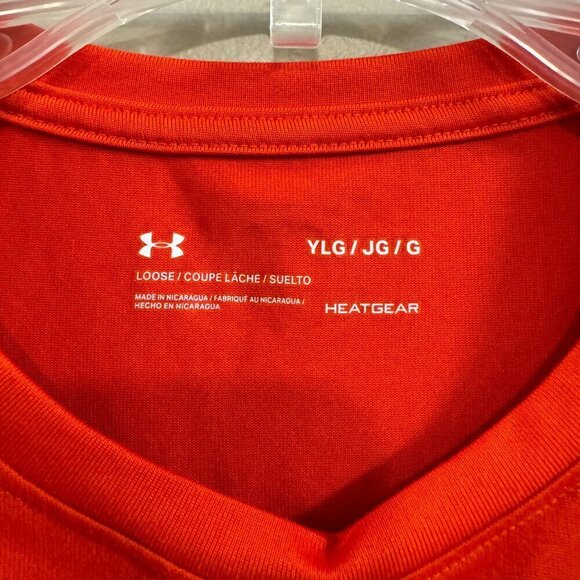 YLG / JG / G
LOOSE / COUPE LÂCHE / SUELTO
MADE IN NICARAGUA / FABRIQUÉ AU NICARAGUA /
HECHO EN NICARAGUA
HEATGEAR